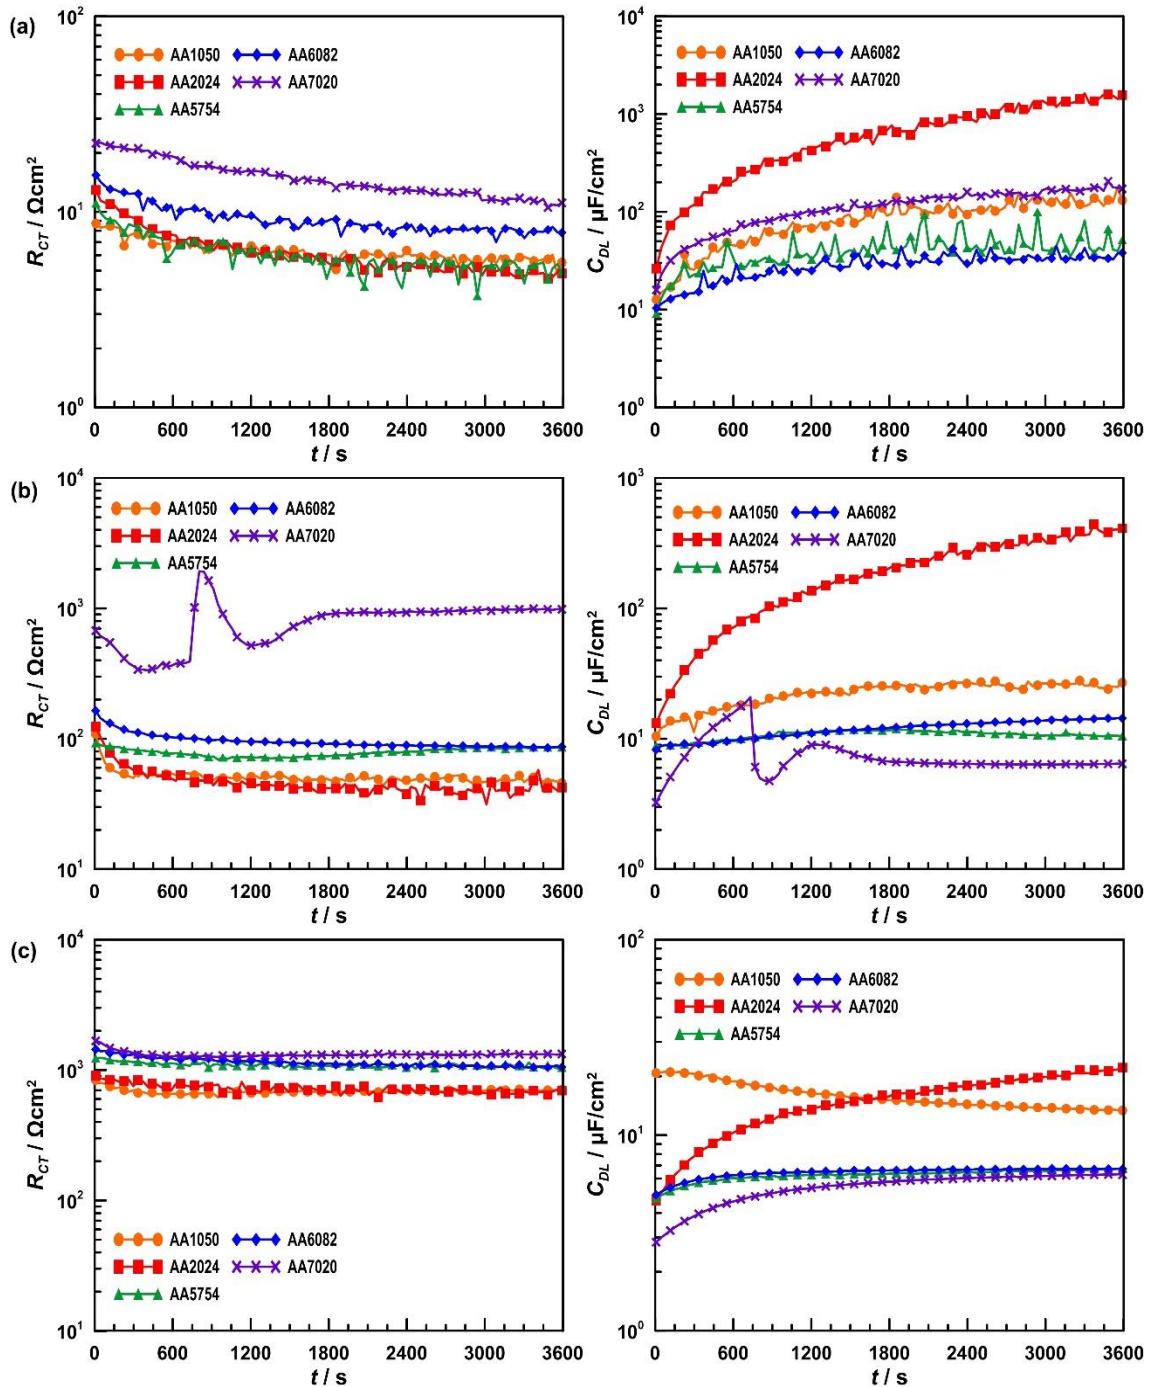 (a)
10²
AA1050 AA6082
AA2024 AA7020
AA5754
R_CT / Ωcm²
10¹
10⁰
0 600 1200 1800 2400 3000 3600
t / s
10⁴
AA1050 AA6082
AA2024 AA7020
AA5754
10³
C_DL / µF/cm²
10²
10¹
10⁰
0 600 1200 1800 2400 3000 3600
t / s
(b)
10⁴
AA1050 AA6082
AA2024 AA7020
AA5754
10³
R_CT / Ωcm²
10²
10¹
0 600 1200 1800 2400 3000 3600
t / s
10³
AA1050 AA6082
AA2024 AA7020
AA5754
10²
C_DL / µF/cm²
10¹
10⁰
0 600 1200 1800 2400 3000 3600
t / s
(c)
10⁴
10³
R_CT / Ωcm²
10²
AA1050 AA6082
AA2024 AA7020
AA5754
10¹
0 600 1200 1800 2400 3000 3600
t / s
10²
AA1050 AA6082
AA2024 AA7020
AA5754
C_DL / µF/cm²
10¹
10⁰
0 600 1200 1800 2400 3000 3600
t / s